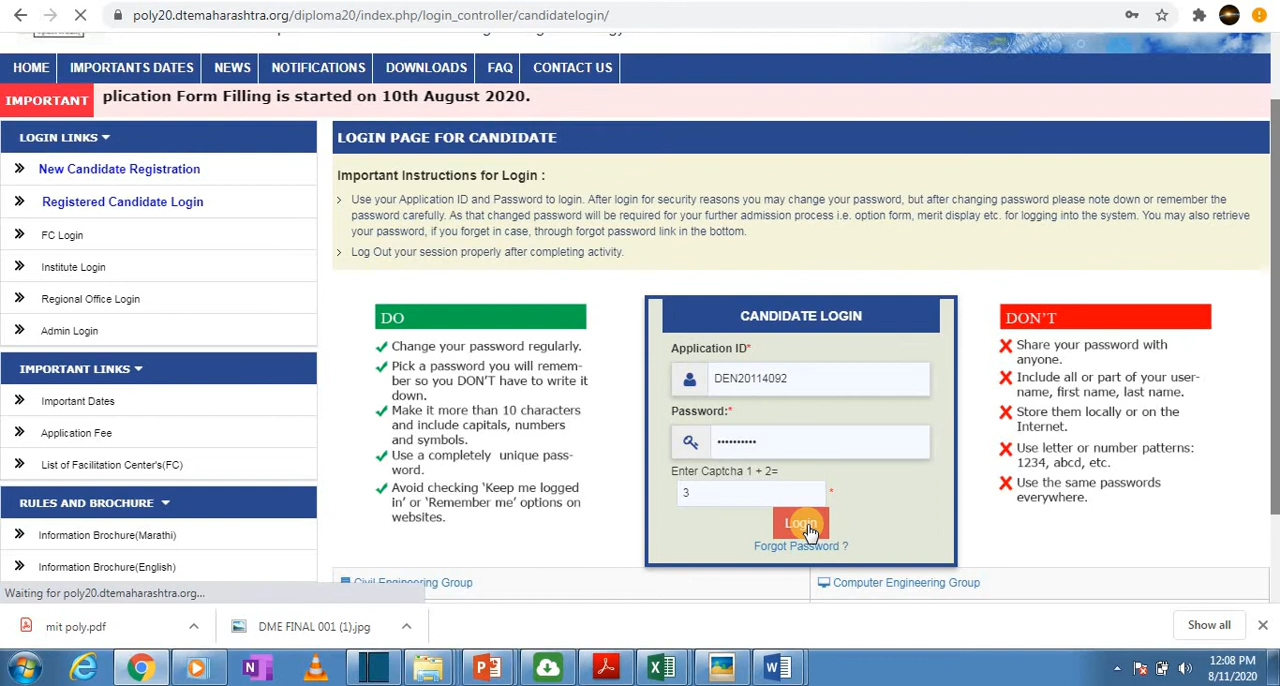 poly20.dtemaharashtra.org/diploma20/index.php/login_controller/candidatelogin/
HOME
IMPORTANTS DATES
NEWS
NOTIFICATIONS
DOWNLOADS
FAQ
CONTACT US
IMPORTANT
plication Form Filling is started on 10th August 2020.
LOGIN LINKS
New Candidate Registration
Registered Candidate Login
FC Login
Institute Login
Regional Office Login
Admin Login
IMPORTANT LINKS
Important Dates
Application Fee
List of Facilitation Center's(FC)
RULES AND BROCHURE
Information Brochure(Marathi)
Information Brochure(English)
LOGIN PAGE FOR CANDIDATE
Important Instructions for Login :
Use your Application ID and Password to login. After login for security reasons you may change your password, but after changing password please note down or remember the
password carefully. As that changed password will be required for your further admission process i.e. option form, merit display etc. for logging into the system. You may also retrieve
your password, if you forget in case, through forgot password link in the bottom.
Log Out your session properly after completing activity.
DO
Change your password regularly.
Pick a password you will remem-
ber so you DON'T have to write it
down.
Make it more than 10 characters
and include capitals, numbers
and symbols.
Use a completely unique pass-
word.
Avoid checking 'Keep me logged
in' or 'Remember me' options on
websites.
CANDIDATE LOGIN
Application ID*
DEN20114092
Password:*
••••••••••
Enter Captcha 1 + 2=
3
*
Login
Forgot Password ?
DON'T
Share your password with
anyone.
Include all or part of your user-
name, first name, last name.
Store them locally or on the
Internet.
Use letter or number patterns:
1234, abcd, etc.
Use the same passwords
everywhere.
Civil Engineering Group
Computer Engineering Group
Waiting for poly20.dtemaharashtra.org...
mit poly.pdf
DME FINAL 001 (1).jpg
Show all
12:08 PM
8/11/2020